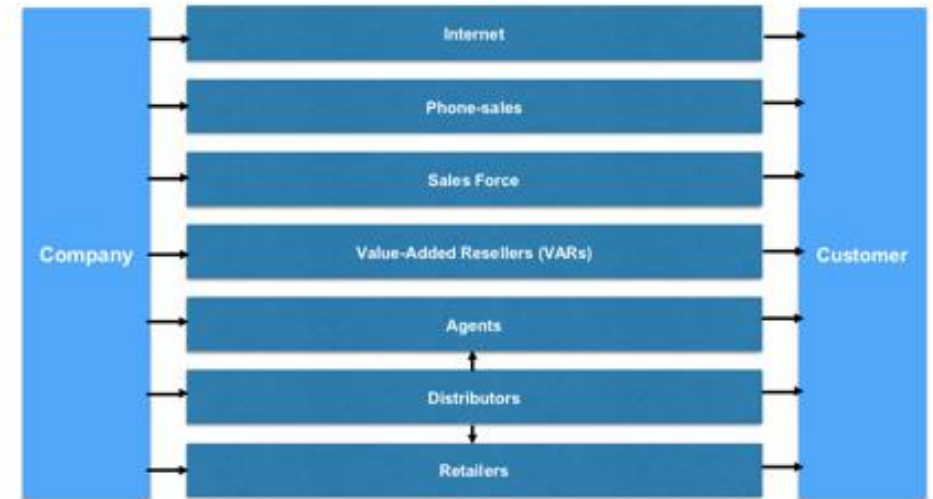 Internet
Phone-sales
Sales Force
Company
Value-Added Resellers (VARs)
Customer
Agents
Distributors
Retailers